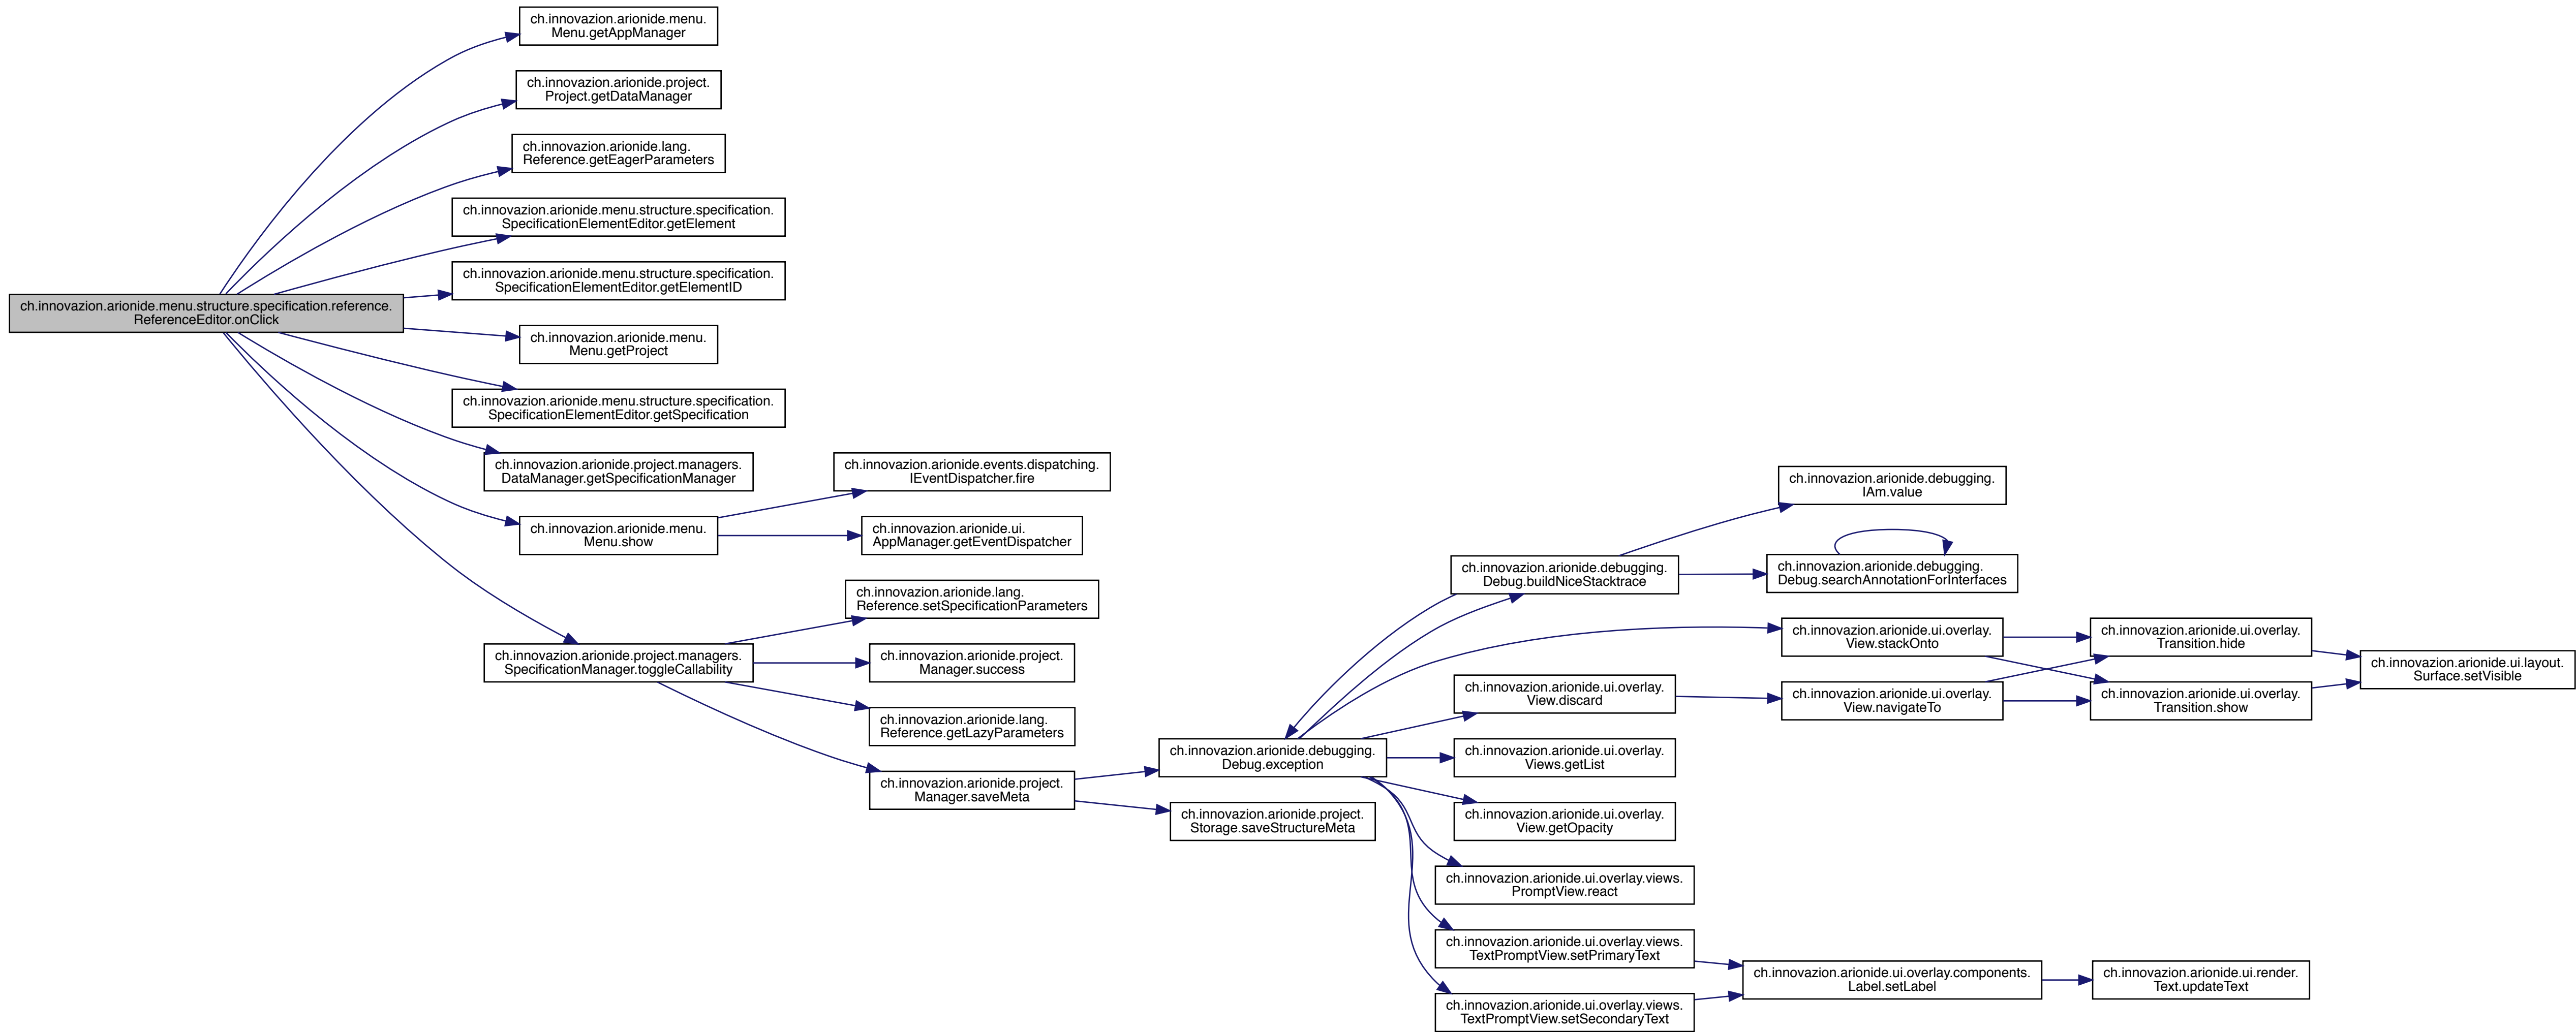 ch.innovazion.arionide.menu.structure.specification.reference.
ReferenceEditor.onClick
ch.innovazion.arionide.menu.
Menu.getAppManager
ch.innovazion.arionide.project.
Project.getDataManager
ch.innovazion.arionide.lang.
Reference.getEagerParameters
ch.innovazion.arionide.menu.structure.specification.
SpecificationElementEditor.getElement
ch.innovazion.arionide.menu.structure.specification.
SpecificationElementEditor.getElementID
ch.innovazion.arionide.menu.
Menu.getProject
ch.innovazion.arionide.menu.structure.specification.
SpecificationElementEditor.getSpecification
ch.innovazion.arionide.project.managers.
DataManager.getSpecificationManager
ch.innovazion.arionide.menu.
Menu.show
ch.innovazion.arionide.project.managers.
SpecificationManager.toggleCallability
ch.innovazion.arionide.events.dispatching.
IEventDispatcher.fire
ch.innovazion.arionide.ui.
AppManager.getEventDispatcher
ch.innovazion.arionide.lang.
Reference.setSpecificationParameters
ch.innovazion.arionide.project.
Manager.success
ch.innovazion.arionide.lang.
Reference.getLazyParameters
ch.innovazion.arionide.project.
Manager.saveMeta
ch.innovazion.arionide.debugging.
Debug.exception
ch.innovazion.arionide.project.
Storage.saveStructureMeta
ch.innovazion.arionide.debugging.
Debug.buildNiceStacktrace
ch.innovazion.arionide.ui.overlay.
View.discard
ch.innovazion.arionide.ui.overlay.
Views.getList
ch.innovazion.arionide.ui.overlay.
View.getOpacity
ch.innovazion.arionide.ui.overlay.views.
PromptView.react
ch.innovazion.arionide.ui.overlay.views.
TextPromptView.setPrimaryText
ch.innovazion.arionide.ui.overlay.views.
TextPromptView.setSecondaryText
ch.innovazion.arionide.debugging.
IAm.value
ch.innovazion.arionide.debugging.
Debug.searchAnnotationForInterfaces
ch.innovazion.arionide.ui.overlay.
View.stackOnto
ch.innovazion.arionide.ui.overlay.
View.navigateTo
ch.innovazion.arionide.ui.overlay.components.
Label.setLabel
ch.innovazion.arionide.ui.overlay.
Transition.hide
ch.innovazion.arionide.ui.overlay.
Transition.show
ch.innovazion.arionide.ui.render.
Text.updateText
ch.innovazion.arionide.ui.layout.
Surface.setVisible